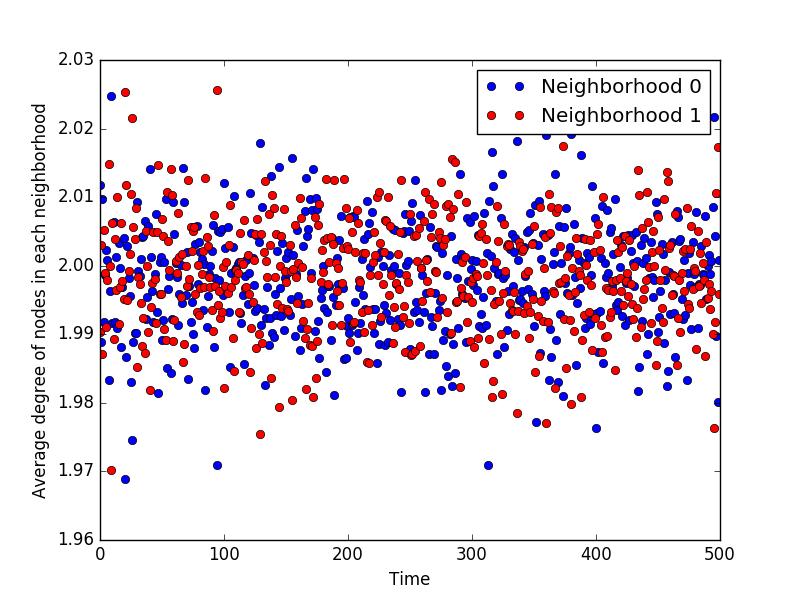 2.03
2.02
2.01
2.00
1.99
1.98
1.97
1.96
Average degree of nodes in each neighborhood
Neighborhood 0
Neighborhood 1
0 100 200 300 400 500
Time